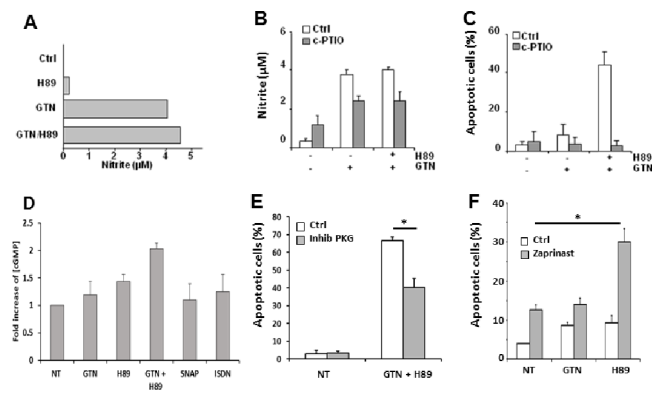 A
Ctrl
H89
GTN
GTN/H89
0 1 2 3 4 5
Nitrite (µM)
B
Ctrl
c-PTIO
Nitrite (µM)
6
4
2
0
- - + H89
- + + GTN
C
Ctrl
c-PTIO
Apoptotic cells (%)
60
40
20
0
- - + H89
- + + GTN
D
Fold increase of [cGMP]
2.5
2
1.5
1
0.5
0
NT GTN H89 GTN + H89 SNAP ISDN
E
Ctrl
Inhib PKG
*
Apoptotic cells (%)
80
70
60
50
40
30
20
10
0
NT GTN + H89
F
Ctrl
Zaprinast
*
Apoptotic cells (%)
40
30
20
10
0
NT GTN H89